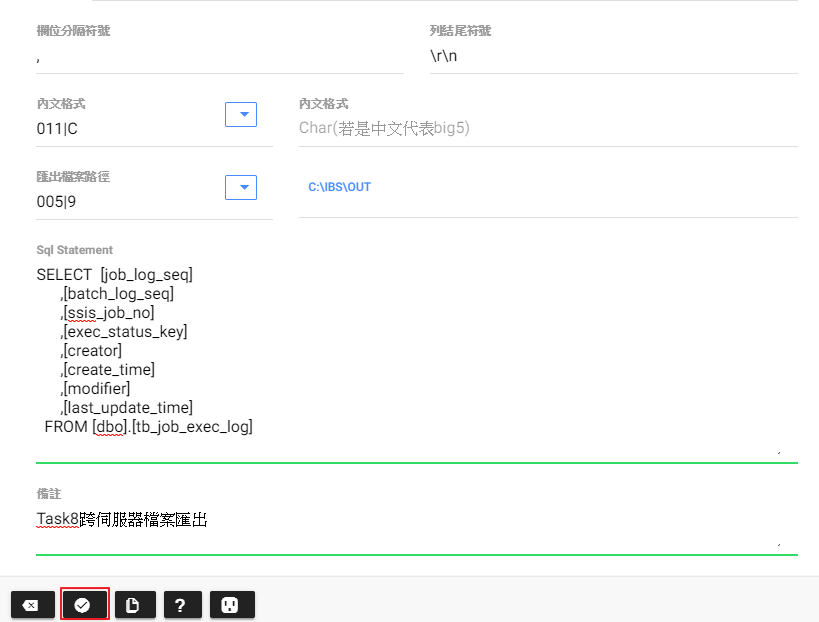 欄位分隔符號
列結尾符號
,
\r\n
內文格式
內文格式
011|C
Char(若是中文代表big5)
匯出檔案路徑
005|9
C:\IBS\OUT
Sql Statement
SELECT  [job_log_seq]
,[batch_log_seq]
,[ssis_job_no]
,[exec_status_key]
,[creator]
,[create_time]
,[modifier]
,[last_update_time]
FROM [dbo].[tb_job_exec_log]
備註
Task8跨伺服器檔案匯出
?